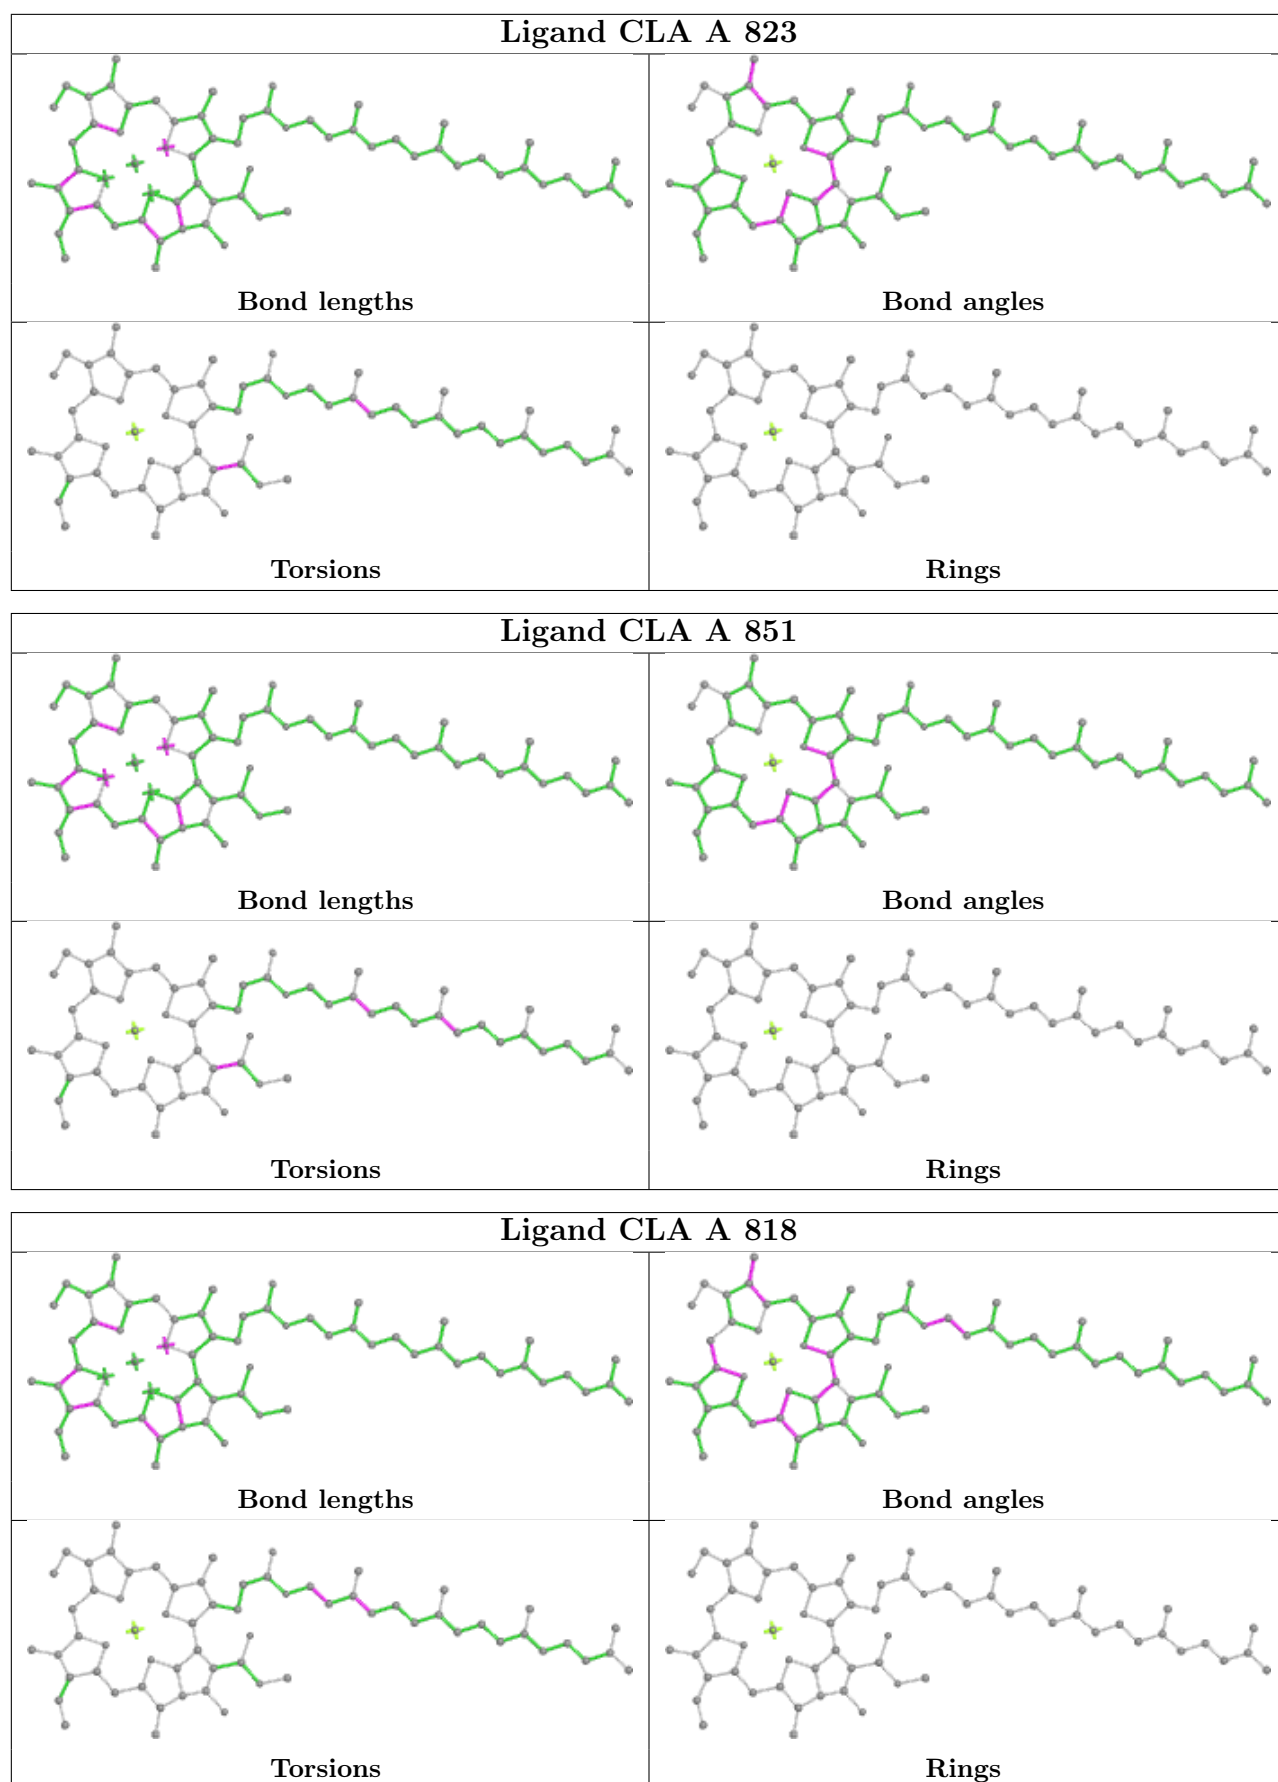 Ligand CLA A 823
Bond lengths
Bond angles
Torsions
Rings
Ligand CLA A 851
Bond lengths
Bond angles
Torsions
Rings
Ligand CLA A 818
Bond lengths
Bond angles
Torsions
Rings